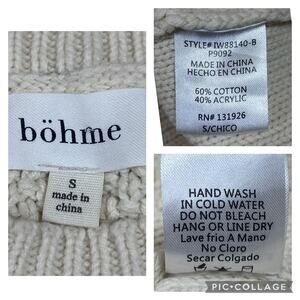 böhme
S
made in
china
STYLE# IW88140-B
P9092
MADE IN CHINA
HECHO EN CHINA
60% COTTON
40% ACRYLIC
RN# 131926
S/CHICO
HAND WASH
IN COLD WATER
DO NOT BLEACH
HANG OR LINE DRY
Lave frio A Mano
No Cloro
Secar Colgado
PIC•COLLAGE